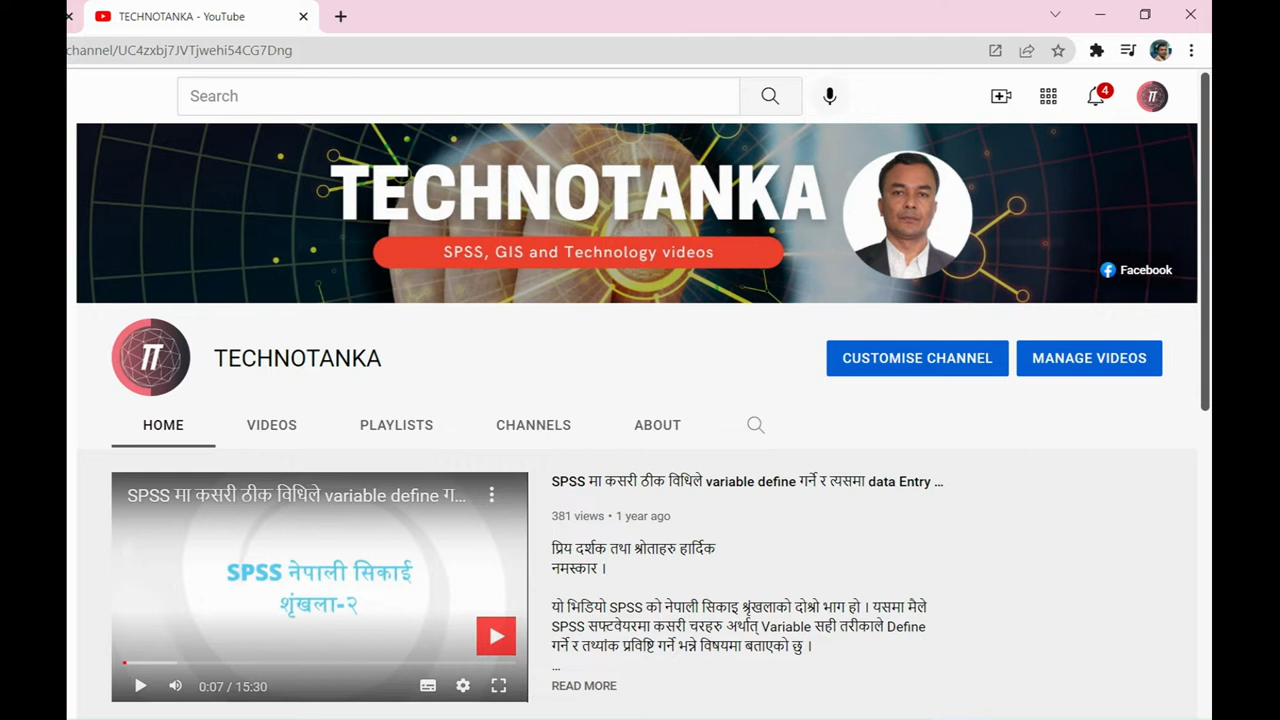 TECHNOTANKA - YouTube
channel/UC4zxbj7JVTjwehi54CG7Dng
Search
4
TECHNOTANKA
SPSS, GIS and Technology videos
Facebook
TECHNOTANKA
CUSTOMISE CHANNEL
MANAGE VIDEOS
HOME
VIDEOS
PLAYLISTS
CHANNELS
ABOUT
SPSS मा कसरी ठीक विधिले variable define ग...
SPSS नेपाली सिकाई
शृंखला-२
0:07 / 15:30
SPSS मा कसरी ठीक विधिले variable define गर्ने र त्यसमा data Entry ...
381 views • 1 year ago
प्रिय दर्शक तथा श्रोताहरु हार्दिक
नमस्कार ।
यो भिडियो SPSS को नेपाली सिकाइ श्रृंखलाको दोश्रो भाग हो । यसमा मैले
SPSS सफ्टवेयरमा कसरी चरहरु अर्थात् Variable सही तरीकाले Define
गर्ने र तथ्यांक प्रविष्टि गर्ने भन्ने विषयमा बताएको छु ।
...
READ MORE